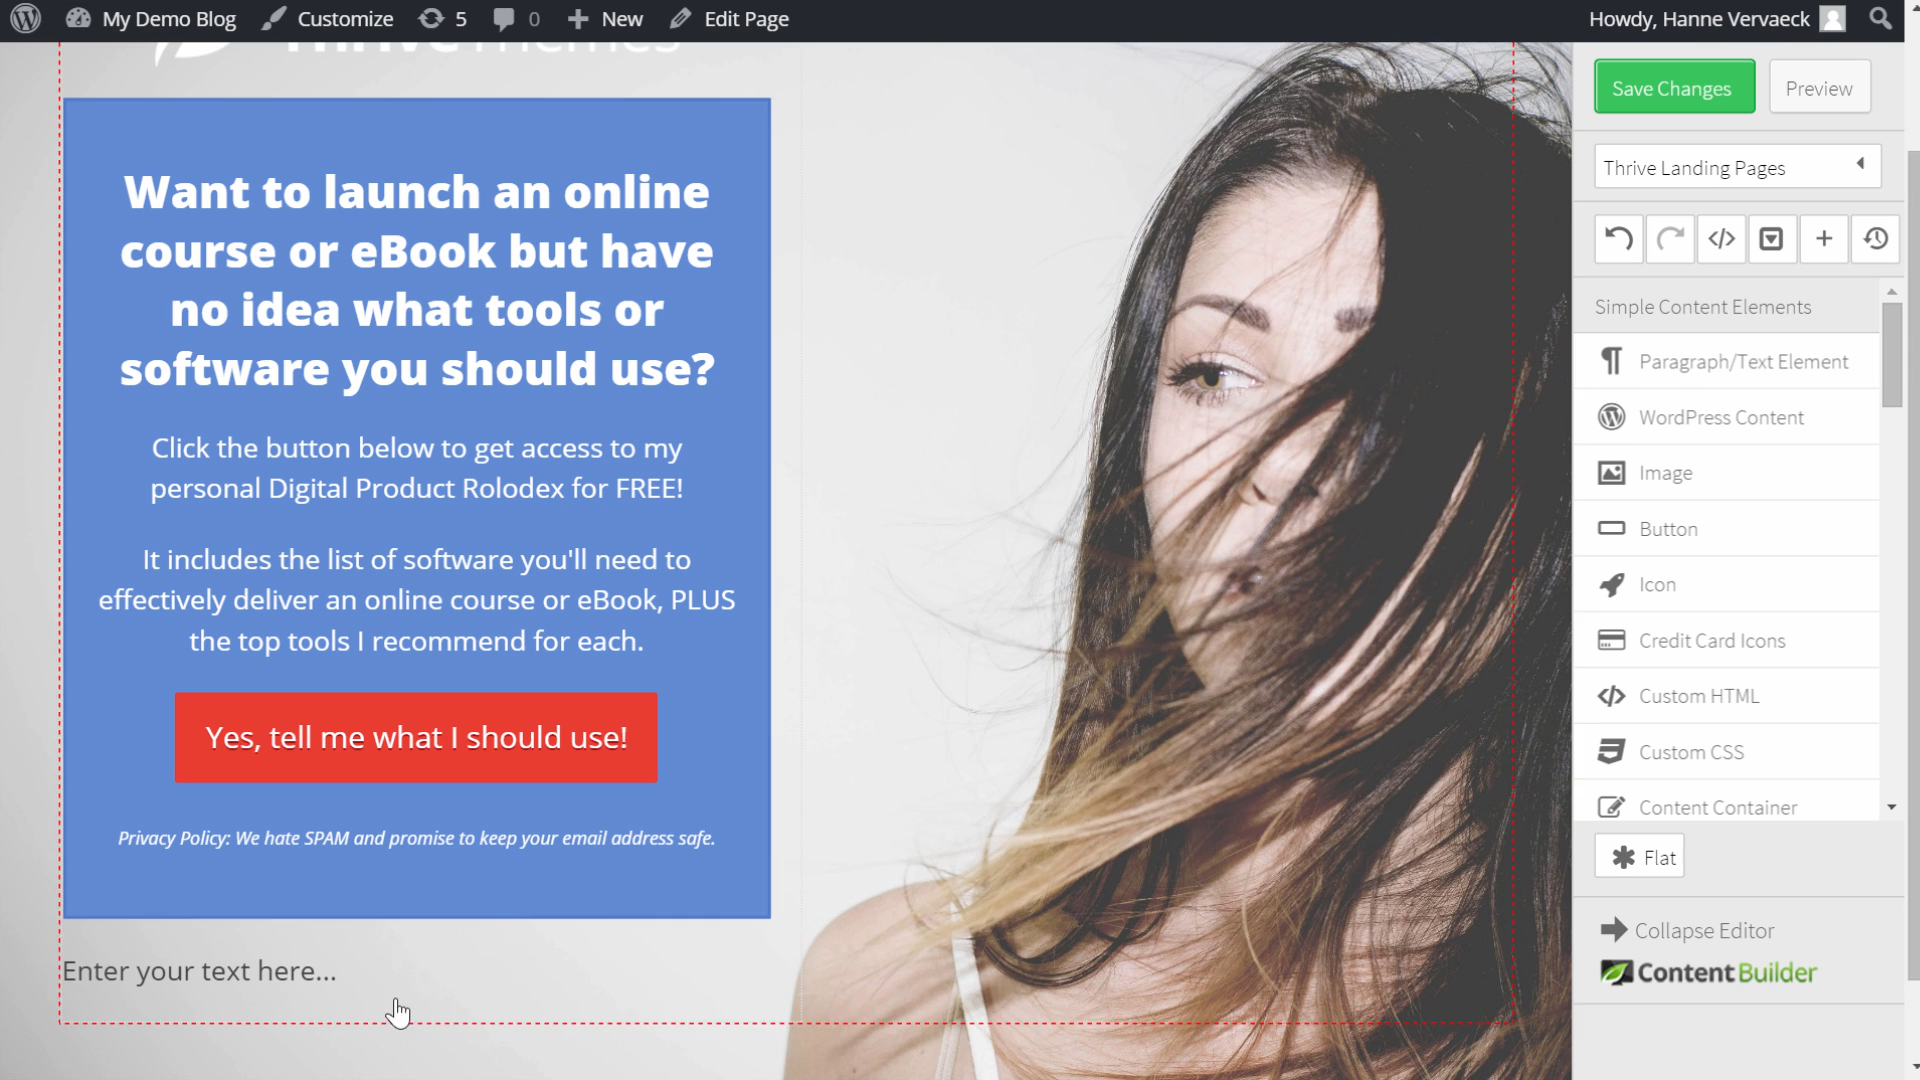 My Demo Blog Customize 5 0 New Edit Page Howdy, Hanne Vervaeck
Thrive Themes
Want to launch an online
course or eBook but have
no idea what tools or
software you should use?
Click the button below to get access to my
personal Digital Product Rolodex for FREE!
It includes the list of software you'll need to
effectively deliver an online course or eBook, PLUS
the top tools I recommend for each.
Yes, tell me what I should use!
Privacy Policy: We hate SPAM and promise to keep your email address safe.
Enter your text here...
Save Changes Preview
Thrive Landing Pages
Simple Content Elements
Paragraph/Text Element
WordPress Content
Image
Button
Icon
Credit Card Icons
Custom HTML
Custom CSS
Content Container
Flat
Collapse Editor
Content Builder